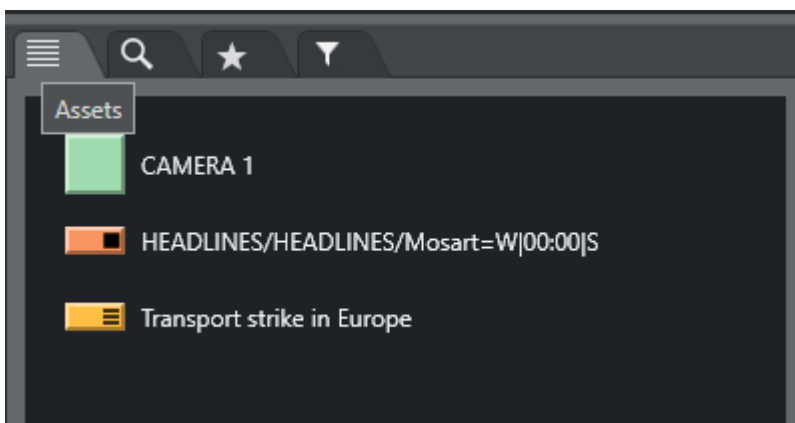 Assets
CAMERA 1
HEADLINES/HEADLINES/Mosart=W|00:00|S
Transport strike in Europe